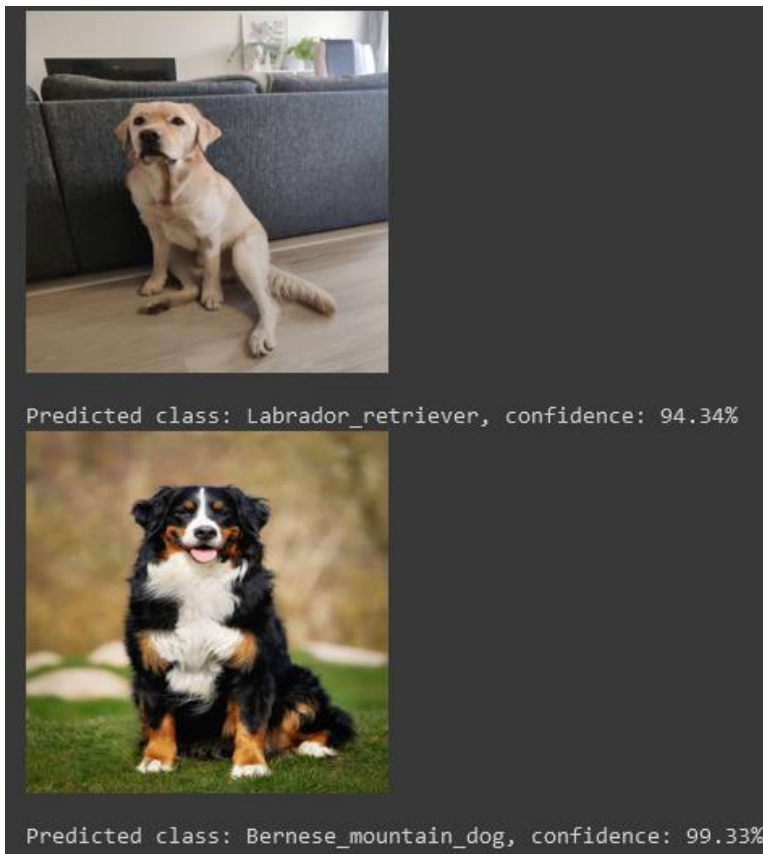 Predicted class: Labrador_retriever, confidence: 94.34%
Predicted class: Bernese_mountain_dog, confidence: 99.33%